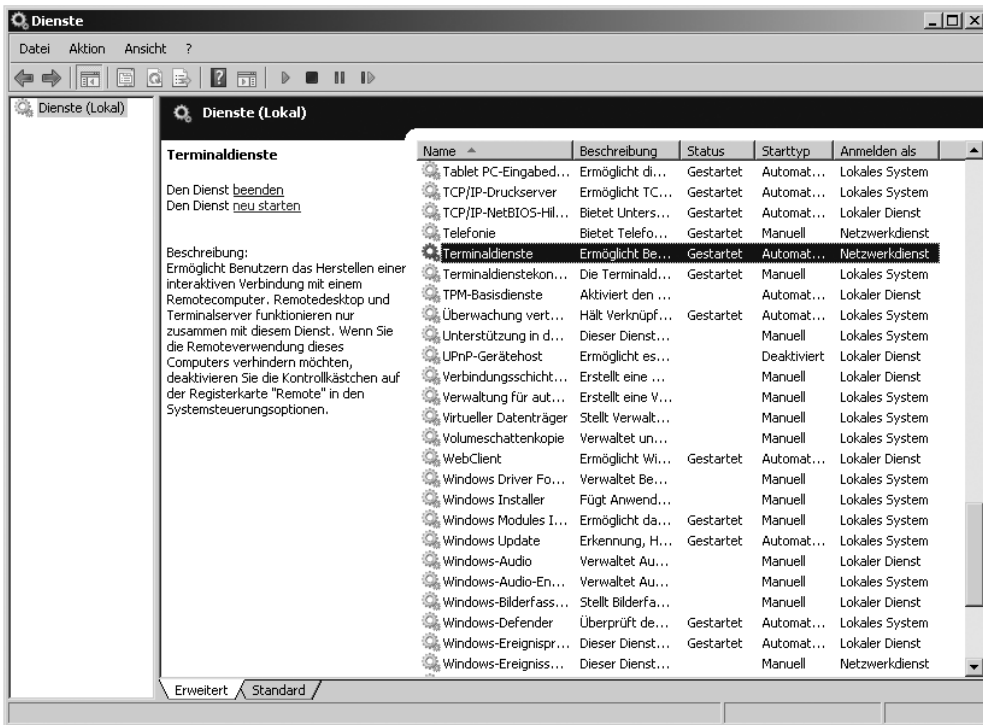 Dienste
Datei Aktion Ansicht ?
Dienste (Lokal)
Dienste (Lokal)
Terminaldienste
Den Dienst beenden
Den Dienst neu starten
Beschreibung:
Ermöglicht Benutzern das Herstellen einer
interaktiven Verbindung mit einem
Remotecomputer. Remotedesktop und
Terminalserver funktionieren nur
zusammen mit diesem Dienst. Wenn Sie
die Remoteverwendung dieses
Computers verhindern möchten,
deaktivieren Sie die Kontrollkästchen auf
der Registerkarte "Remote" in den
Systemsteuerungsoptionen.
Name Beschreibung Status Starttyp Anmelden als
Tablet PC-Eingabed... Ermöglicht di... Gestartet Automat... Lokales System
TCP/IP-Druckserver Ermöglicht TC... Gestartet Automat... Lokales System
TCP/IP-NetBIOS-Hil... Bietet Unters... Gestartet Automat... Lokaler Dienst
Telefonie Bietet Telefo... Gestartet Manuell Netzwerkdienst
Terminaldienste Ermöglicht Be... Gestartet Automat... Netzwerkdienst
Terminaldienstekon... Die Terminald... Gestartet Manuell Lokales System
TPM-Basisdienste Aktiviert den ... Automat... Lokaler Dienst
Überwachung vert... Hält Verknüpf... Gestartet Automat... Lokales System
Unterstützung in d... Dieser Dienst... Manuell Lokales System
UPnP-Gerätehost Ermöglicht es... Deaktiviert Lokaler Dienst
Verbindungsschicht... Erstellt eine ... Manuell Lokaler Dienst
Verwaltung für aut... Erstellt eine V... Manuell Lokales System
Virtueller Datenträger Stellt Verwalt... Manuell Lokales System
Volumeschattenkopie Verwaltet un... Manuell Lokales System
WebClient Ermöglicht Wi... Gestartet Automat... Lokaler Dienst
Windows Driver Fo... Verwaltet Be... Manuell Lokales System
Windows Installer Fügt Anwend... Manuell Lokales System
Windows Modules I... Ermöglicht da... Gestartet Manuell Lokales System
Windows Update Erkennung, H... Gestartet Automat... Lokales System
Windows-Audio Verwaltet Au... Manuell Lokaler Dienst
Windows-Audio-En... Verwaltet Au... Manuell Lokales System
Windows-Bilderfass... Stellt Bilderfa... Manuell Lokaler Dienst
Windows-Defender Überprüft de... Gestartet Automat... Lokales System
Windows-Ereignispr... Dieser Dienst... Gestartet Automat... Lokaler Dienst
Windows-Ereigniss... Dieser Dienst... Manuell Netzwerkdienst
Erweitert Standard